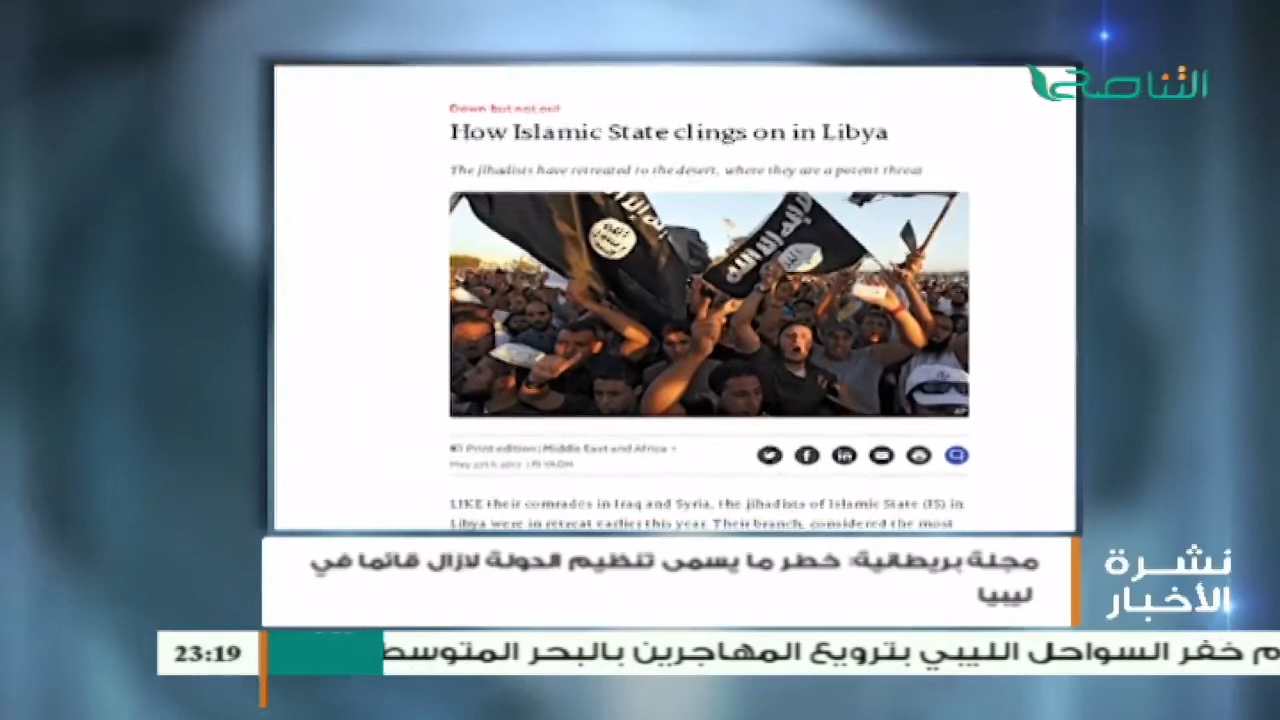 التناصح
Down but not out
How Islamic State clings on in Libya
The jihadists have retreated to the desert, where they are a potent threat
Print edition | Middle East and Africa
LIKE their comrades in Iraq and Syria, the jihadists of Islamic State (IS) in
Libya were in retreat earlier this year. Their branch, considered the most
مجلة بريطانية: خطر ما يسمى تنظيم الدولة لازال قائما في
ليبيا
نشرة
الأخبار
م خفر السواحل الليبي بترويع المهاجرين بالبحر المتوسط
23:19